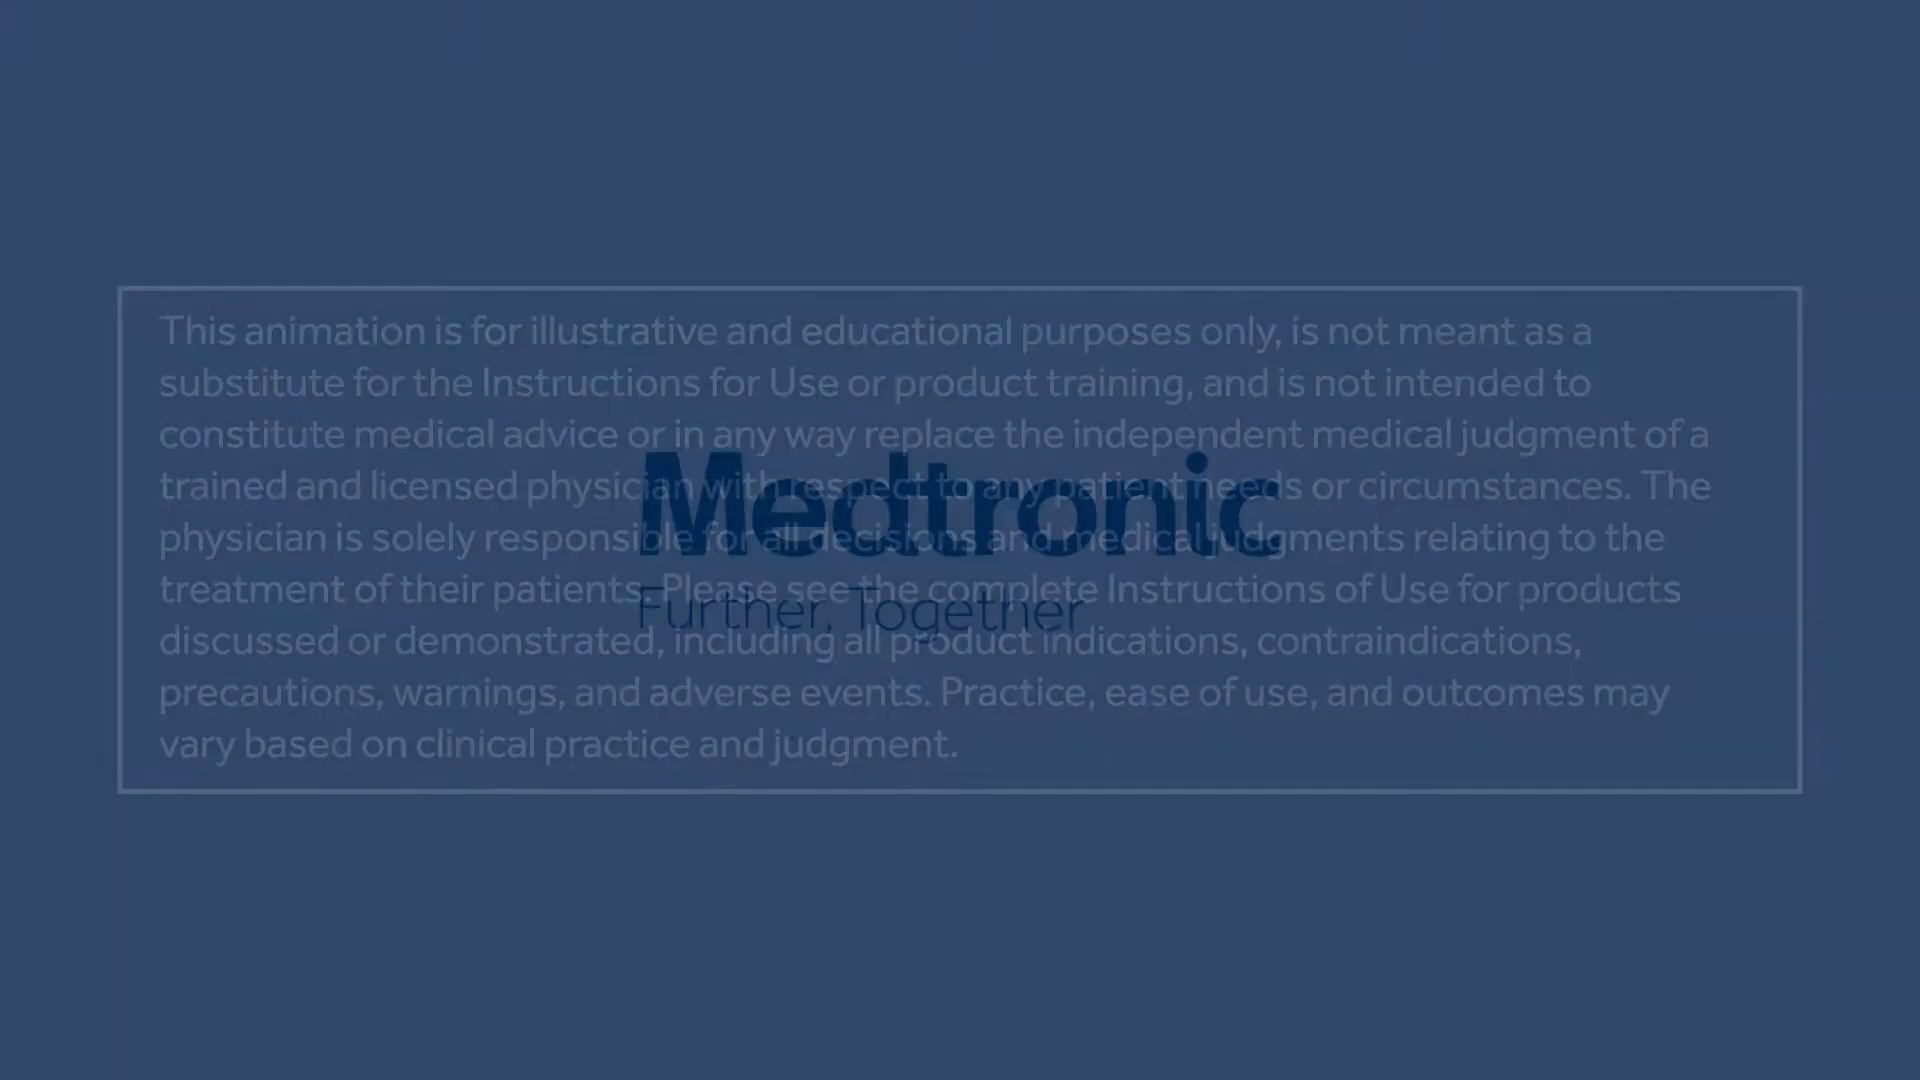 This animation is for illustrative and educational purposes only, is not meant as a
substitute for the Instructions for Use or product training, and is not intended to
constitute medical advice or in any way replace the independent medical judgment of a
trained and licensed physician with respect to any patient needs or circumstances. The
physician is solely responsible for all decisions and medical judgments relating to the
treatment of their patients. Please see the complete Instructions of Use for products
discussed or demonstrated, including all product indications, contraindications,
precautions, warnings, and adverse events. Practice, ease of use, and outcomes may
vary based on clinical practice and judgment.
Medtronic
Further, Together